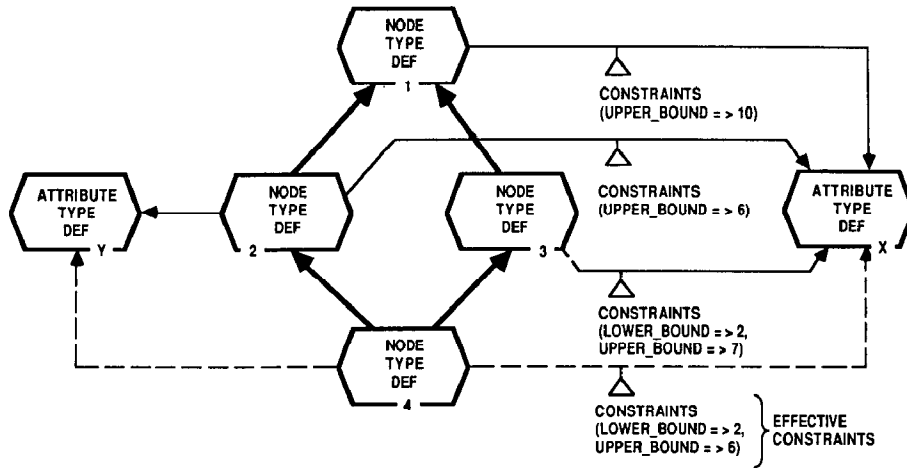 NODE
TYPE
DEF
1
CONSTRAINTS
(UPPER_BOUND = > 10)
ATTRIBUTE
TYPE
DEF
Y
NODE
TYPE
DEF
2
NODE
TYPE
DEF
3
CONSTRAINTS
(UPPER_BOUND = > 6)
ATTRIBUTE
TYPE
DEF
X
CONSTRAINTS
(LOWER_BOUND = > 2,
UPPER_BOUND = > 7)
NODE
TYPE
DEF
4
CONSTRAINTS
(LOWER_BOUND = > 2,
UPPER_BOUND = > 6)
EFFECTIVE
CONSTRAINTS